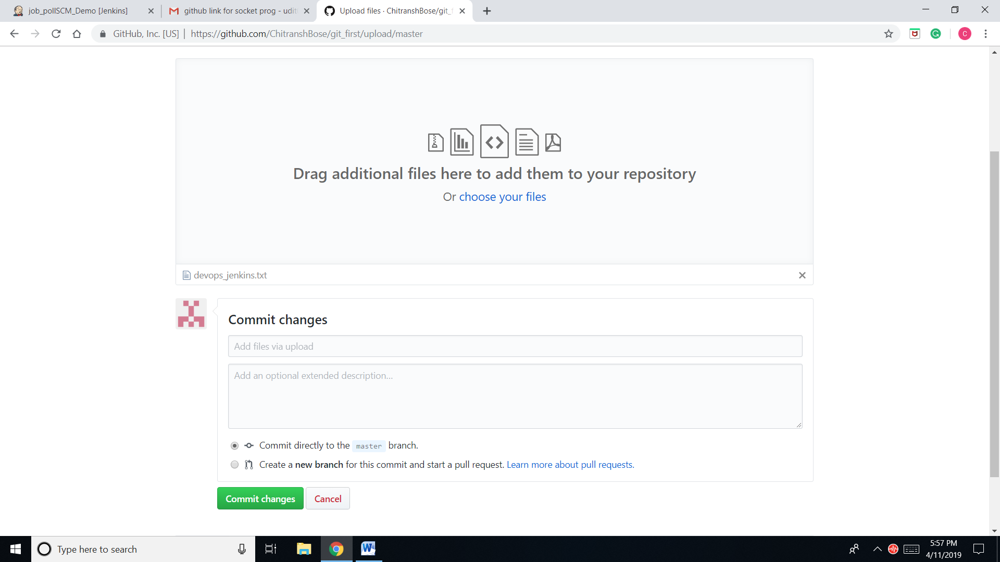 job_pollSCM_Demo [Jenkins]
github link for socket prog - udit
Upload files · ChitranshBose/git_f
GitHub, Inc. [US] | https://github.com/ChitranshBose/git_first/upload/master
C
Drag additional files here to add them to your repository
Or choose your files
devops_jenkins.txt
Commit changes
Add files via upload
Add an optional extended description...
Commit directly to the master branch.
Create a new branch for this commit and start a pull request. Learn more about pull requests.
Commit changes
Cancel
Type here to search
5:57 PM
4/11/2019